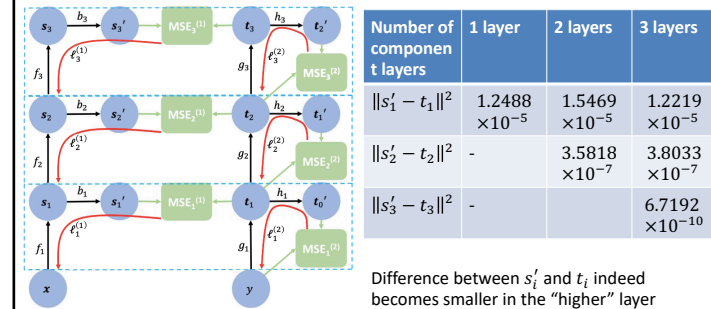 s₃ b₃ s₃′ MSE₃⁽¹⁾ t₃ h₃ t₂′
ℓ₃⁽¹⁾ ℓ₃⁽²⁾ MSE₃⁽²⁾
f₃ g₃
s₂ b₂ s₂′ MSE₂⁽¹⁾ t₂ h₂ t₁′
ℓ₂⁽¹⁾ ℓ₂⁽²⁾ MSE₂⁽²⁾
f₂ g₂
s₁ b₁ s₁′ MSE₁⁽¹⁾ t₁ h₁ t₀′
ℓ₁⁽¹⁾ ℓ₁⁽²⁾ MSE₁⁽²⁾
f₁ g₁
x y
Number of 1 layer 2 layers 3 layers
componen
t layers
‖s₁′ − t₁‖² 1.2488 1.5469 1.2219
×10⁻⁵ ×10⁻⁵ ×10⁻⁵
‖s₂′ − t₂‖² - 3.5818 3.8033
×10⁻⁷ ×10⁻⁷
‖s₃′ − t₃‖² - 6.7192
×10⁻¹⁰
Difference between s′ᵢ and tᵢ indeed
becomes smaller in the “higher” layer